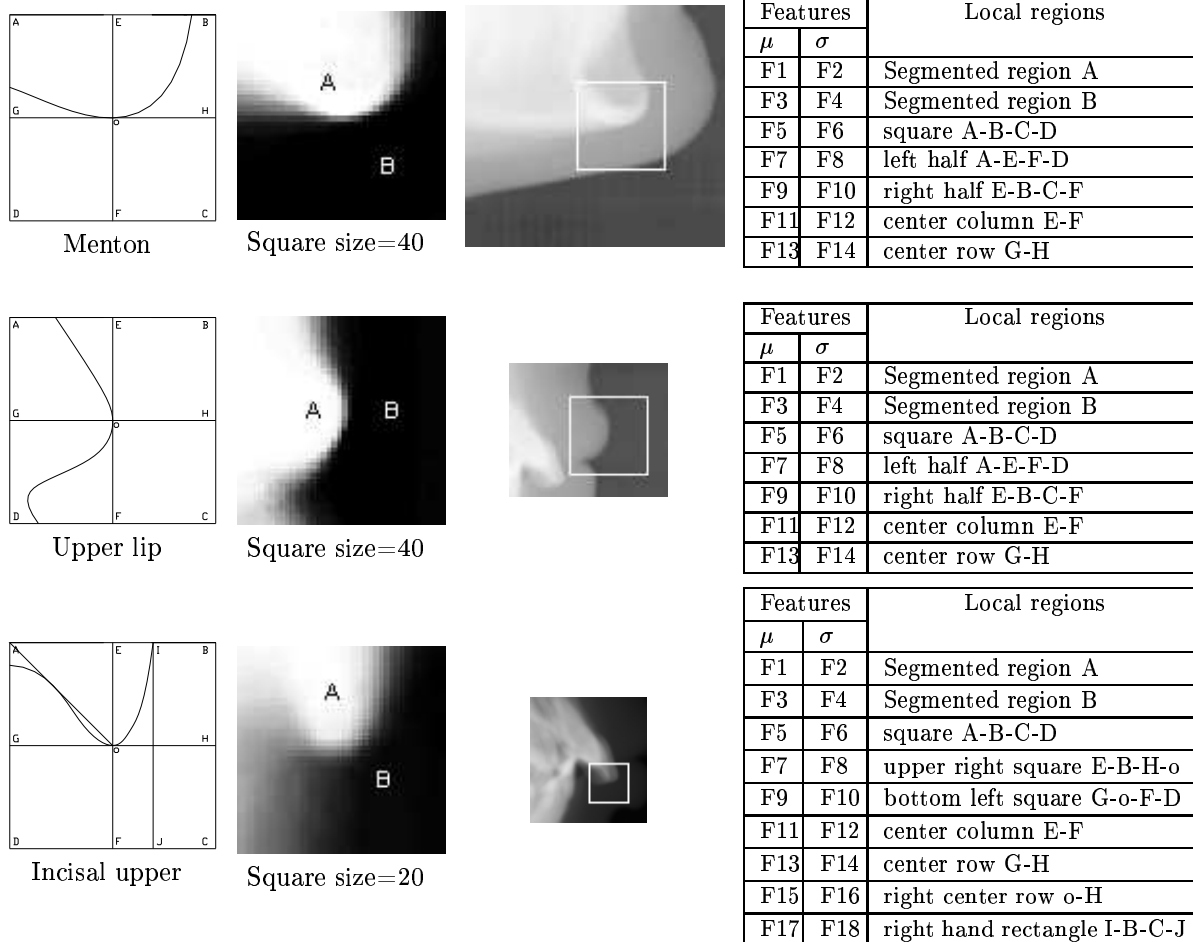 A E B
G o H
D F C
Menton
A
B
Square size=40
Features Local regions
μ σ
F1 F2 Segmented region A
F3 F4 Segmented region B
F5 F6 square A-B-C-D
F7 F8 left half A-E-F-D
F9 F10 right half E-B-C-F
F11 F12 center column E-F
F13 F14 center row G-H
A E B
G o H
D F C
Upper lip
A B
Square size=40
Features Local regions
μ σ
F1 F2 Segmented region A
F3 F4 Segmented region B
F5 F6 square A-B-C-D
F7 F8 left half A-E-F-D
F9 F10 right half E-B-C-F
F11 F12 center column E-F
F13 F14 center row G-H
A E I B
G o H
D F J C
Incisal upper
A
B
Square size=20
Features Local regions
μ σ
F1 F2 Segmented region A
F3 F4 Segmented region B
F5 F6 square A-B-C-D
F7 F8 upper right square E-B-H-o
F9 F10 bottom left square G-o-F-D
F11 F12 center column E-F
F13 F14 center row G-H
F15 F16 right center row o-H
F17 F18 right hand rectangle I-B-C-J